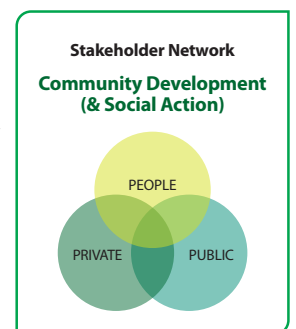 Stakeholder Network
Community Development
(& Social Action)
PEOPLE
PRIVATE
PUBLIC